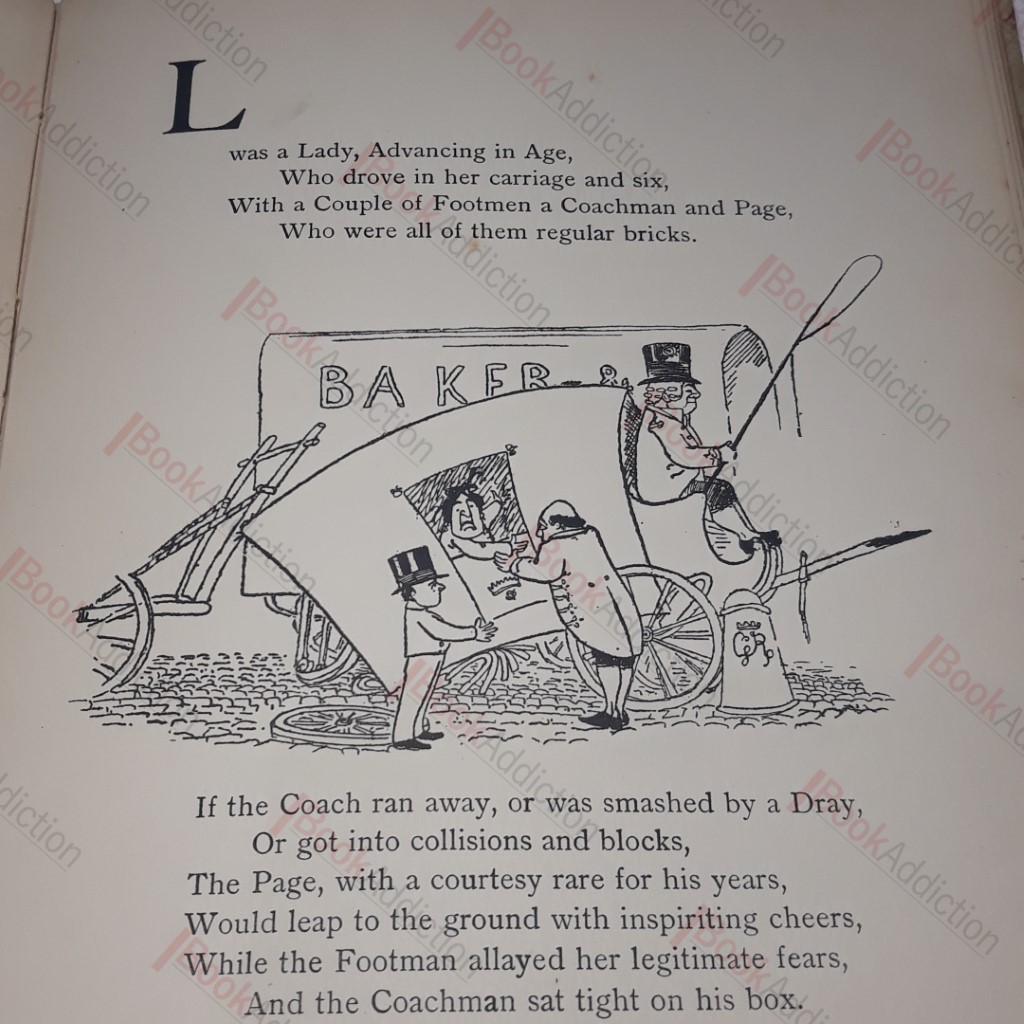 L
was a Lady, Advancing in Age,
Who drove in her carriage and six,
With a Couple of Footmen a Coachman and Page,
Who were all of them regular bricks.
BAKER &
GR
If the Coach ran away, or was smashed by a Dray,
Or got into collisions and blocks,
The Page, with a courtesy rare for his years,
Would leap to the ground with inspiriting cheers,
While the Footman allayed her legitimate fears,
And the Coachman sat tight on his box.
BookAddiction